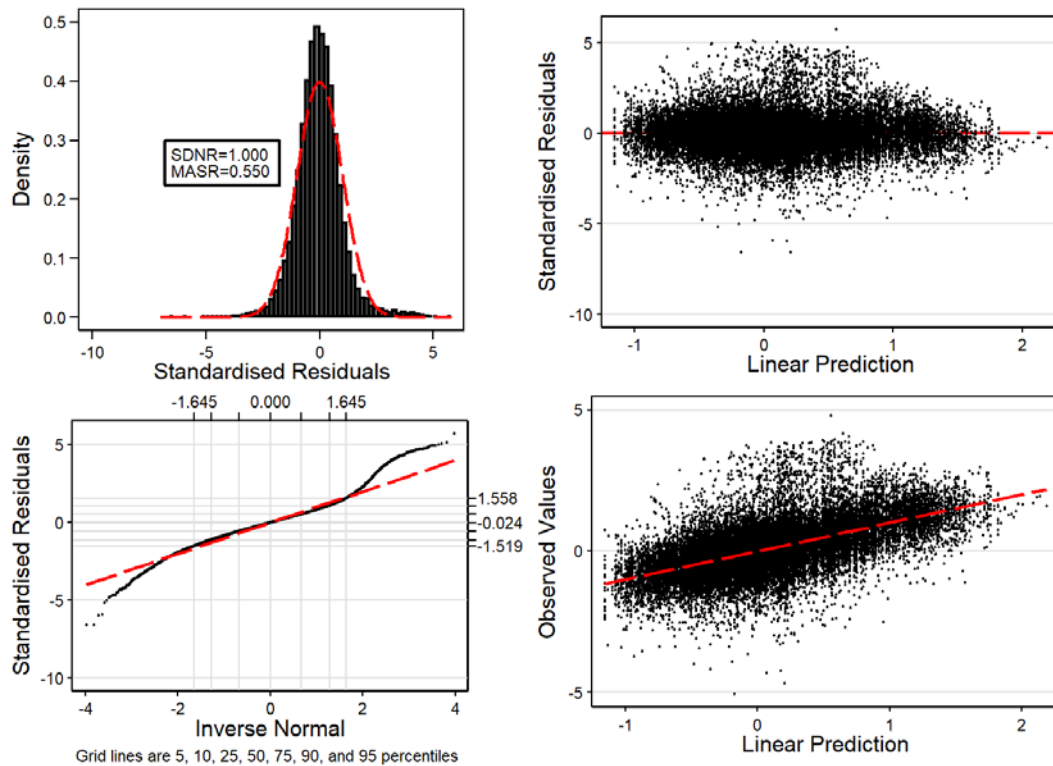 0.5
0.4
0.3
0.2
0.1
0.0
Density
SDNR=1.000
MASR=0.550
-10 -5 0 5
Standardised Residuals
5
0
-5
-10
Standardised Residuals
-1 0 1 2
Linear Prediction
-1.645 0.000 1.645
5
0
-5
-10
Standardised Residuals
1.558
-0.024
-1.519
-4 -2 0 2 4
Inverse Normal
Grid lines are 5, 10, 25, 50, 75, 90, and 95 percentiles
5
0
-5
Observed Values
-1 0 1 2
Linear Prediction